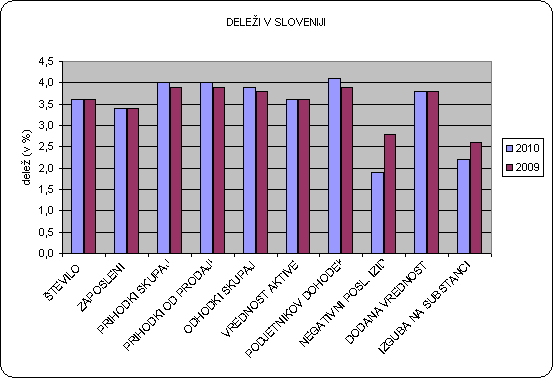 DELEŽI V SLOVENIJI
delež (v %)
4,5
4,0
3,5
3,0
2,5
2,0
1,5
1,0
0,5
0,0
ŠTEVILO
ZAPOSLENI
PRIHODKI SKUPAJ
PRIHODKI OD PRODAJ
ODHODKI SKUPAJ
VREDNOST AKTIVE
PODJETNIKOV DOHODEK
NEGATIVNI POSL. IZID
DODANA VREDNOST
IZGUBA NA SUBSTANCI
2010
2009